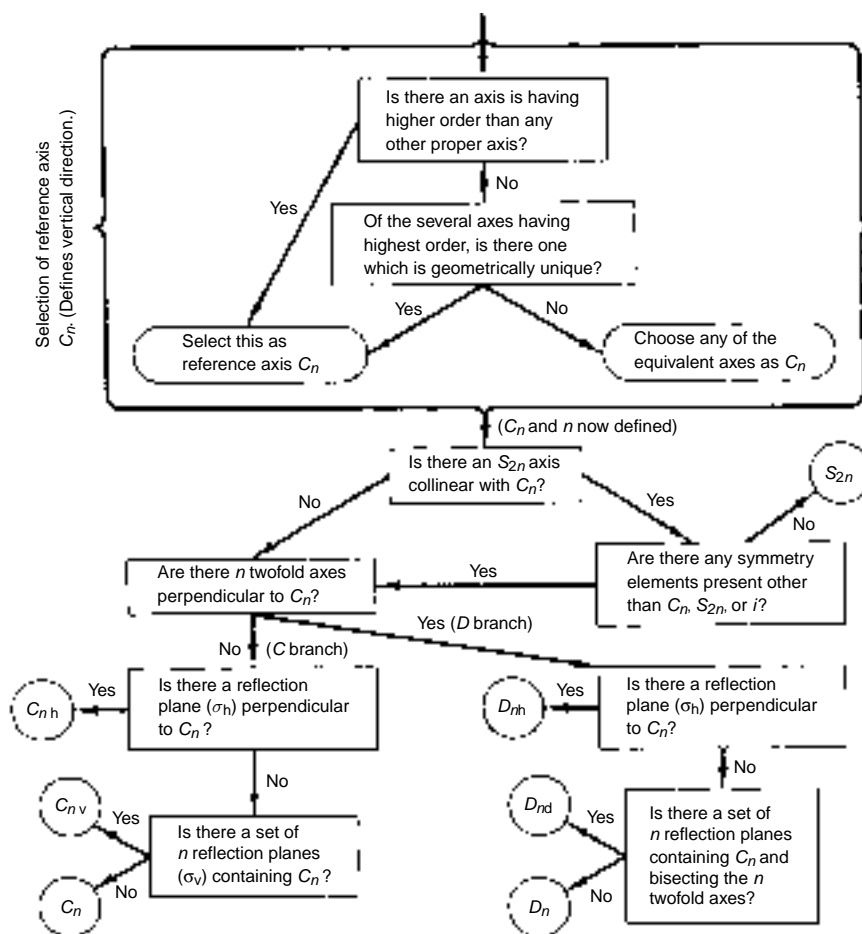 Selection of reference axis
Cn. (Defines vertical direction.)
Is there an axis is having
higher order than any
other proper axis?
Yes
No
Of the several axes having
highest order, is there one
which is geometrically unique?
Yes
No
Select this as
reference axis Cn
Choose any of the
equivalent axes as Cn
(Cn and n now defined)
Is there an S2n axis
collinear with Cn?
No
Yes
S2n
No
Are there any symmetry
elements present other
than Cn, S2n, or i?
Yes
Are there n twofold axes
perpendicular to Cn?
No (C branch)
Yes (D branch)
Is there a reflection
plane (σh) perpendicular
to Cn?
Yes
Cnh
No
Is there a set of
n reflection planes
(σv) containing Cn?
Yes
Cnv
No
Cn
Is there a reflection
plane (σh) perpendicular
to Cn?
Yes
Dnh
No
Is there a set of
n reflection planes
containing Cn and
bisecting the n
twofold axes?
Yes
Dnd
No
Dn